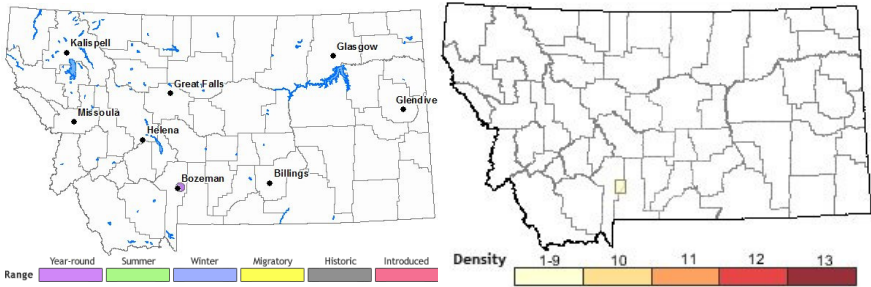 Kalispell
Glasgow
Great Falls
Glendive
Missoula
Helena
Bozeman
Billings
Range Year-round Summer Winter Migratory Historic Introduced
Density 1-9 10 11 12 13